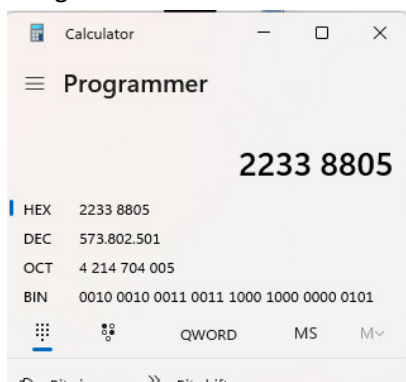 Calculator
Programmer
2233 8805
HEX 2233 8805
DEC 573.802.501
OCT 4 214 704 005
BIN 0010 0010 0011 0011 1000 1000 0000 0101
QWORD MS M